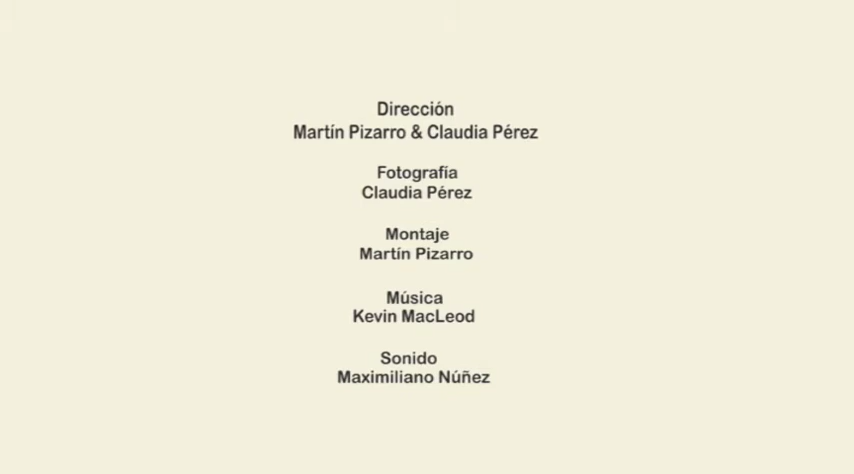 Dirección
Martín Pizarro & Claudia Pérez
Fotografía
Claudia Pérez
Montaje
Martín Pizarro
Música
Kevin MacLeod
Sonido
Maximiliano Núñez